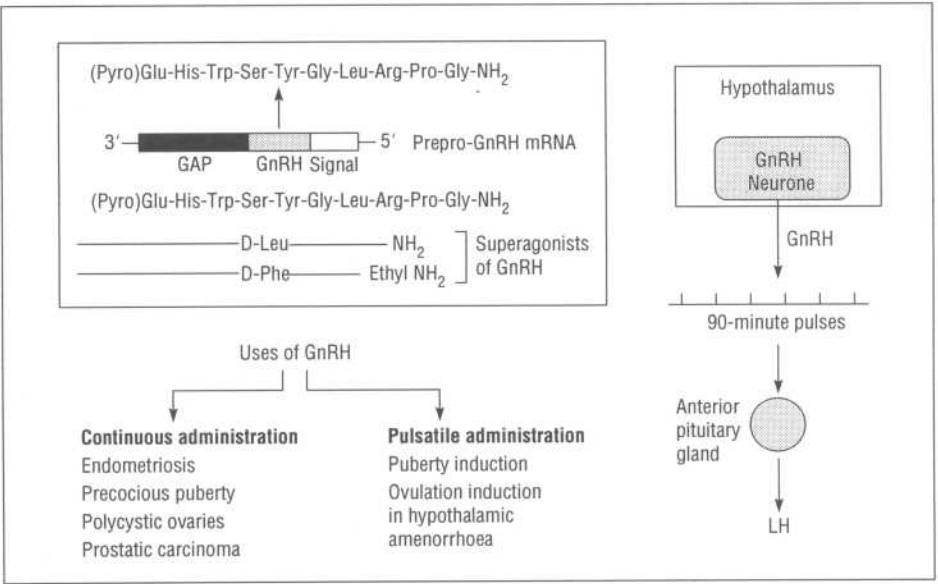 (Pyro)Glu-His-Trp-Ser-Tyr-Gly-Leu-Arg-Pro-Gly-NH2
3′ 5′ Prepro-GnRH mRNA
GAP GnRH Signal
(Pyro)Glu-His-Trp-Ser-Tyr-Gly-Leu-Arg-Pro-Gly-NH2
D-Leu NH2
D-Phe Ethyl NH2
Superagonists
of GnRH
Uses of GnRH
Continuous administration
Endometriosis
Precocious puberty
Polycystic ovaries
Prostatic carcinoma
Pulsatile administration
Puberty induction
Ovulation induction
in hypothalamic
amenorrhoea
Hypothalamus
GnRH
Neurone
GnRH
90-minute pulses
Anterior
pituitary
gland
LH